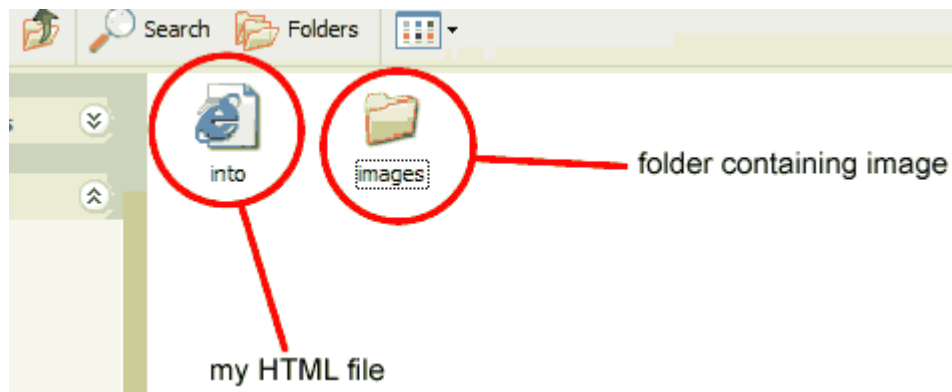 Search
Folders
s
into
images
folder containing image
my HTML file